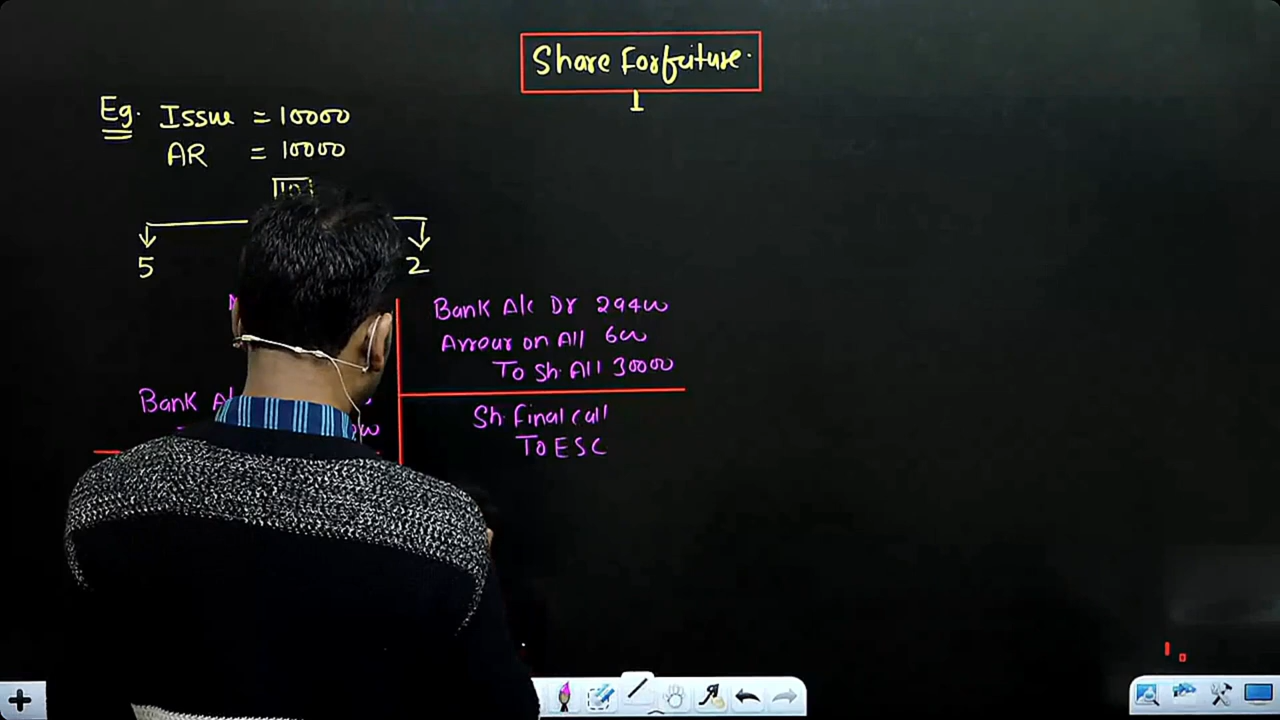 Share Forfeiture.
Eg. Issue = 10000
AR = 10000
10
5
2
Bank A/c Dr 29400
Arrear on All 600
To Sh. All 30000
Bank A/c
Sh. Final call
To ESC